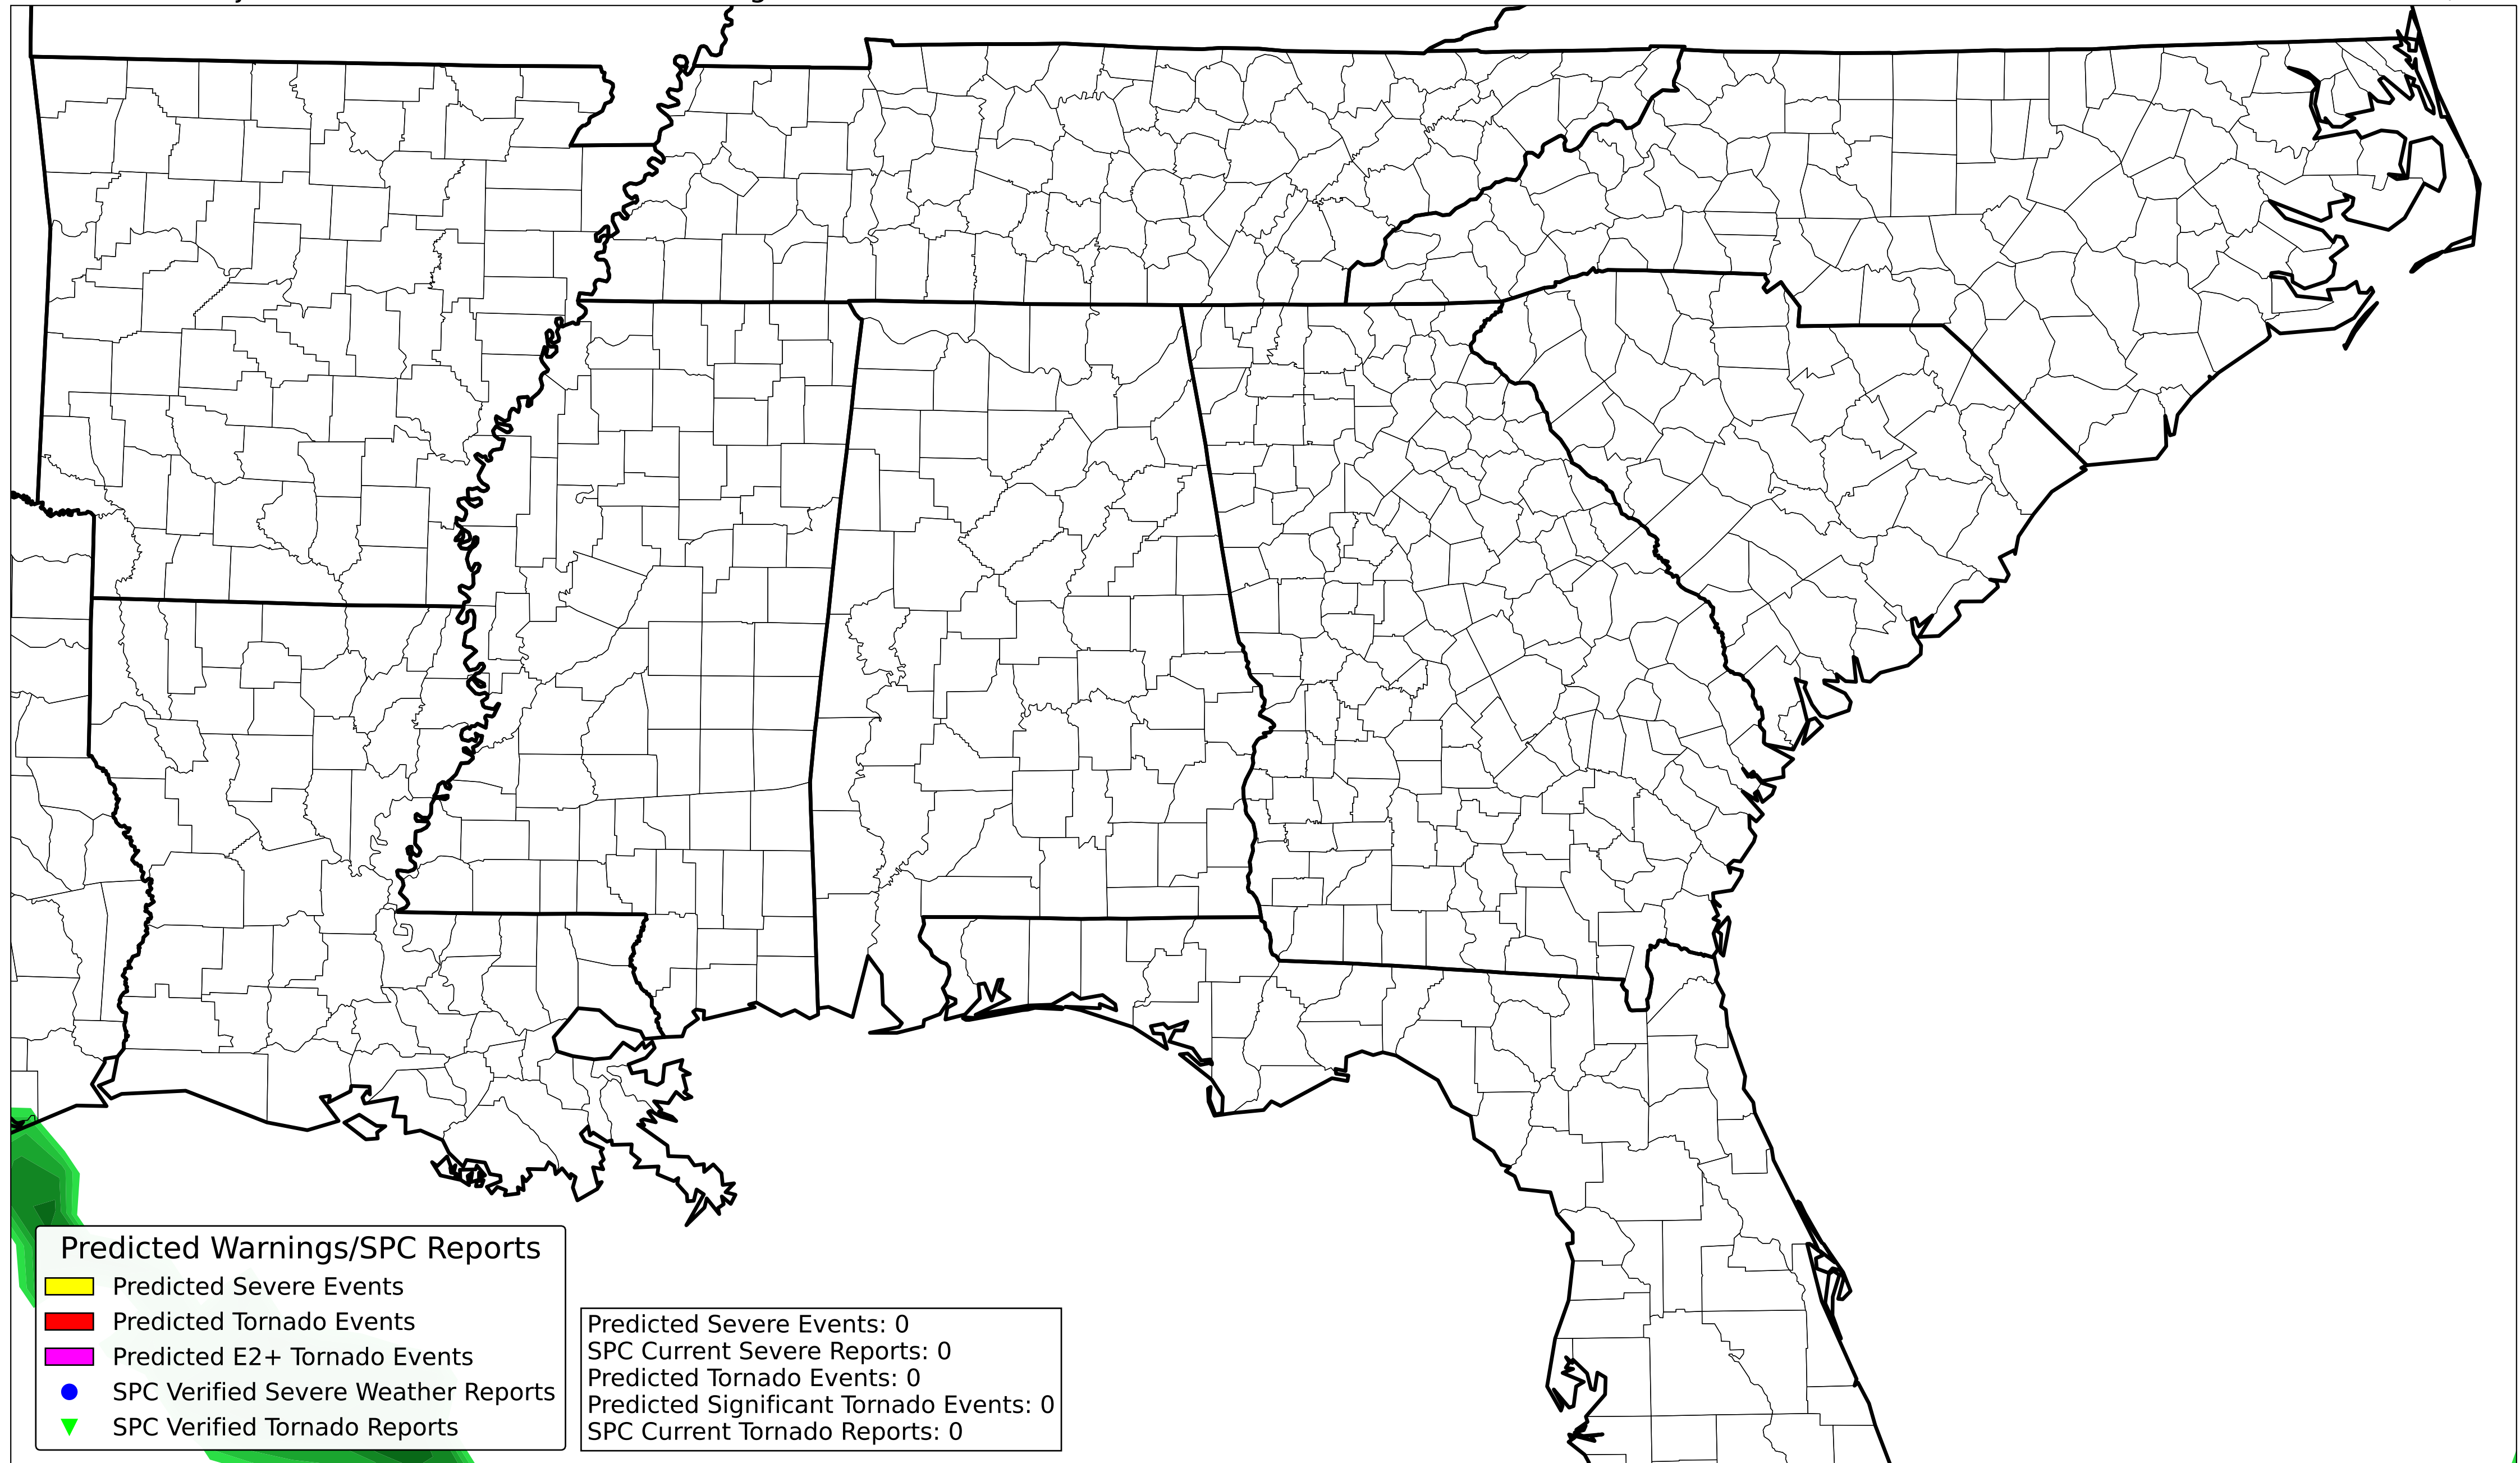 Predicted Warnings/SPC Reports
Predicted Severe Events
Predicted Tornado Events
Predicted E2+ Tornado Events
SPC Verified Severe Weather Reports
SPC Verified Tornado Reports
Predicted Severe Events: 0
SPC Current Severe Reports: 0
Predicted Tornado Events: 0
Predicted Significant Tornado Events: 0
SPC Current Tornado Reports: 0